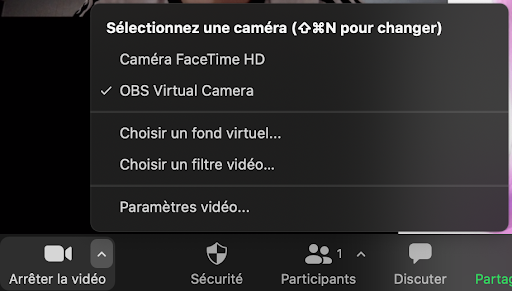 Sélectionnez une caméra (⇧⌘N pour changer)
Caméra FaceTime HD
✓ OBS Virtual Camera
Choisir un fond virtuel...
Choisir un filtre vidéo...
Paramètres vidéo...
1
Arrêter la vidéo Sécurité Participants Discuter Partag